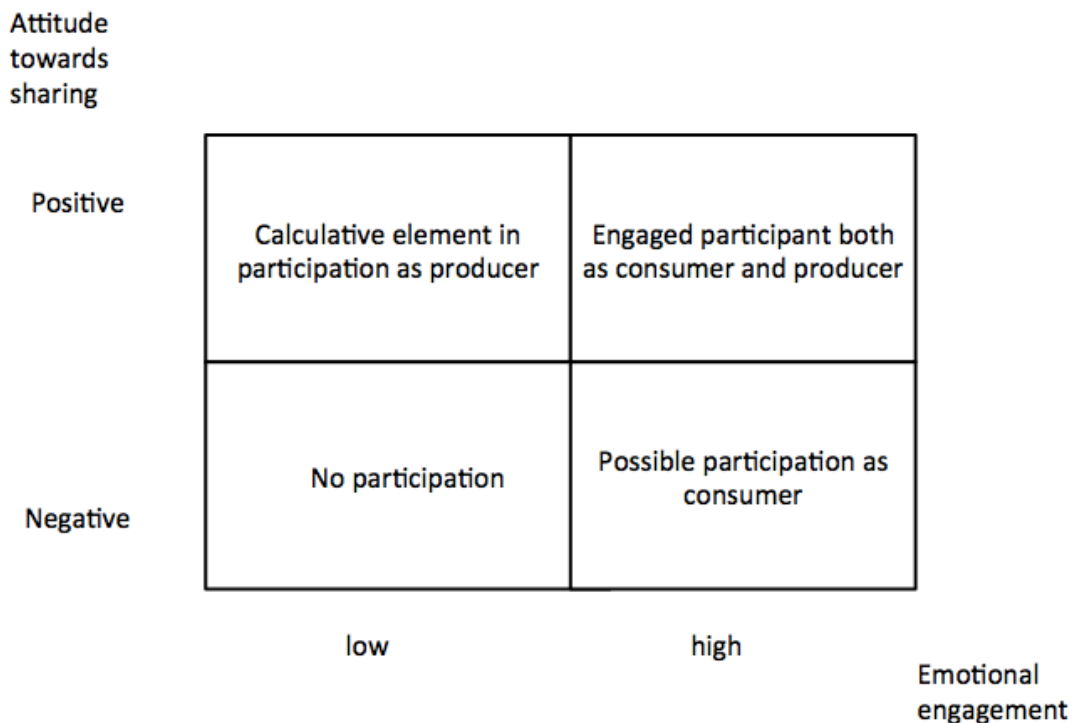 Attitude
towards
sharing
Positive
Calculative element in
participation as producer
Engaged participant both
as consumer and producer
Negative
No participation
Possible participation as
consumer
low
high
Emotional
engagement